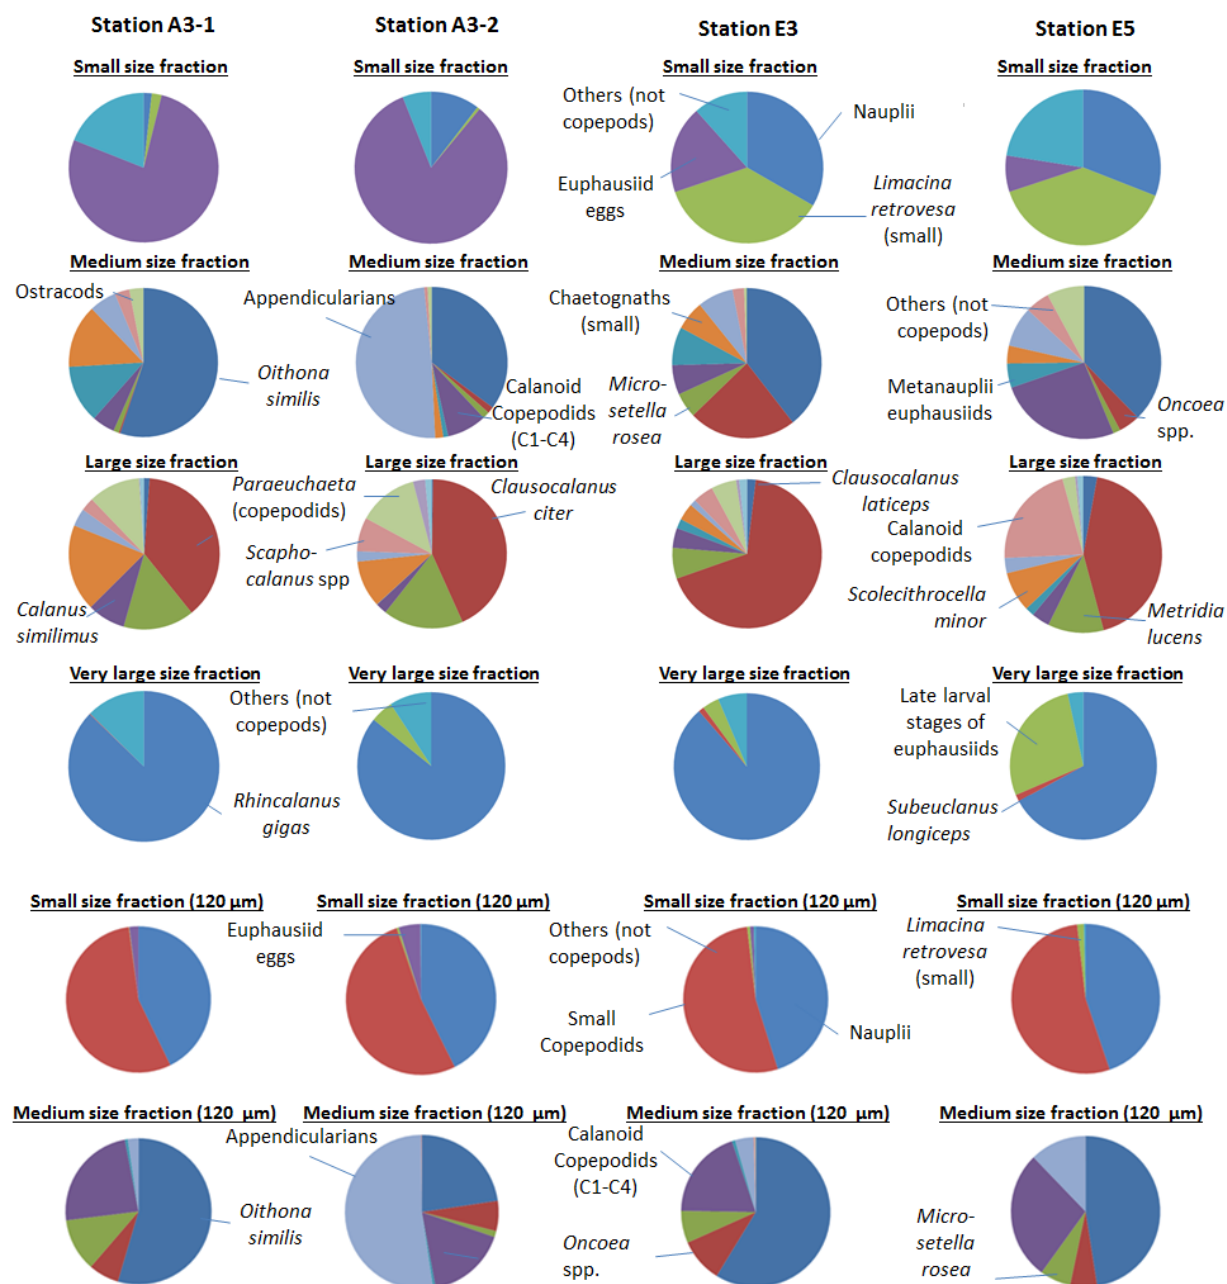 Station A3-1
Station A3-2
Station E3
Station E5
Small size fraction
Small size fraction
Small size fraction
Small size fraction
Others (not
copepods)
Nauplii
Euphausiid
eggs
Limacina
retrovesa
(small)
Medium size fraction
Medium size fraction
Medium size fraction
Medium size fraction
Ostracods
Oithona
similis
Appendicularians
Calanoid
Copepodids
(C1-C4)
Chaetognaths
(small)
Micro-
setella
rosea
Others (not
copepods)
Metanauplii
euphausiids
Oncoea
spp.
Large size fraction
Large size fraction
Large size fraction
Large size fraction
Calanus
similimus
Paraeuchaeta
(copepodids)
Scapho-
calanus spp
Clausocalanus
citer
Clausocalanus
laticeps
Calanoid
copepodids
Scolecithrocella
minor
Metridia
lucens
Very large size fraction
Very large size fraction
Very large size fraction
Very large size fraction
Others (not
copepods)
Rhincalanus
gigas
Late larval
stages of
euphausiids
Subeuclanus
longiceps
Small size fraction (120 µm)
Small size fraction (120 µm)
Small size fraction (120 µm)
Small size fraction (120 µm)
Euphausiid
eggs
Others (not
copepods)
Small
Copepodids
Nauplii
Limacina
retrovesa
(small)
Medium size fraction (120 µm)
Medium size fraction (120 µm)
Medium size fraction (120 µm)
Medium size fraction (120 µm)
Appendicularians
Oithona
similis
Calanoid
Copepodids
(C1-C4)
Oncoea
spp.
Micro-
setella
rosea